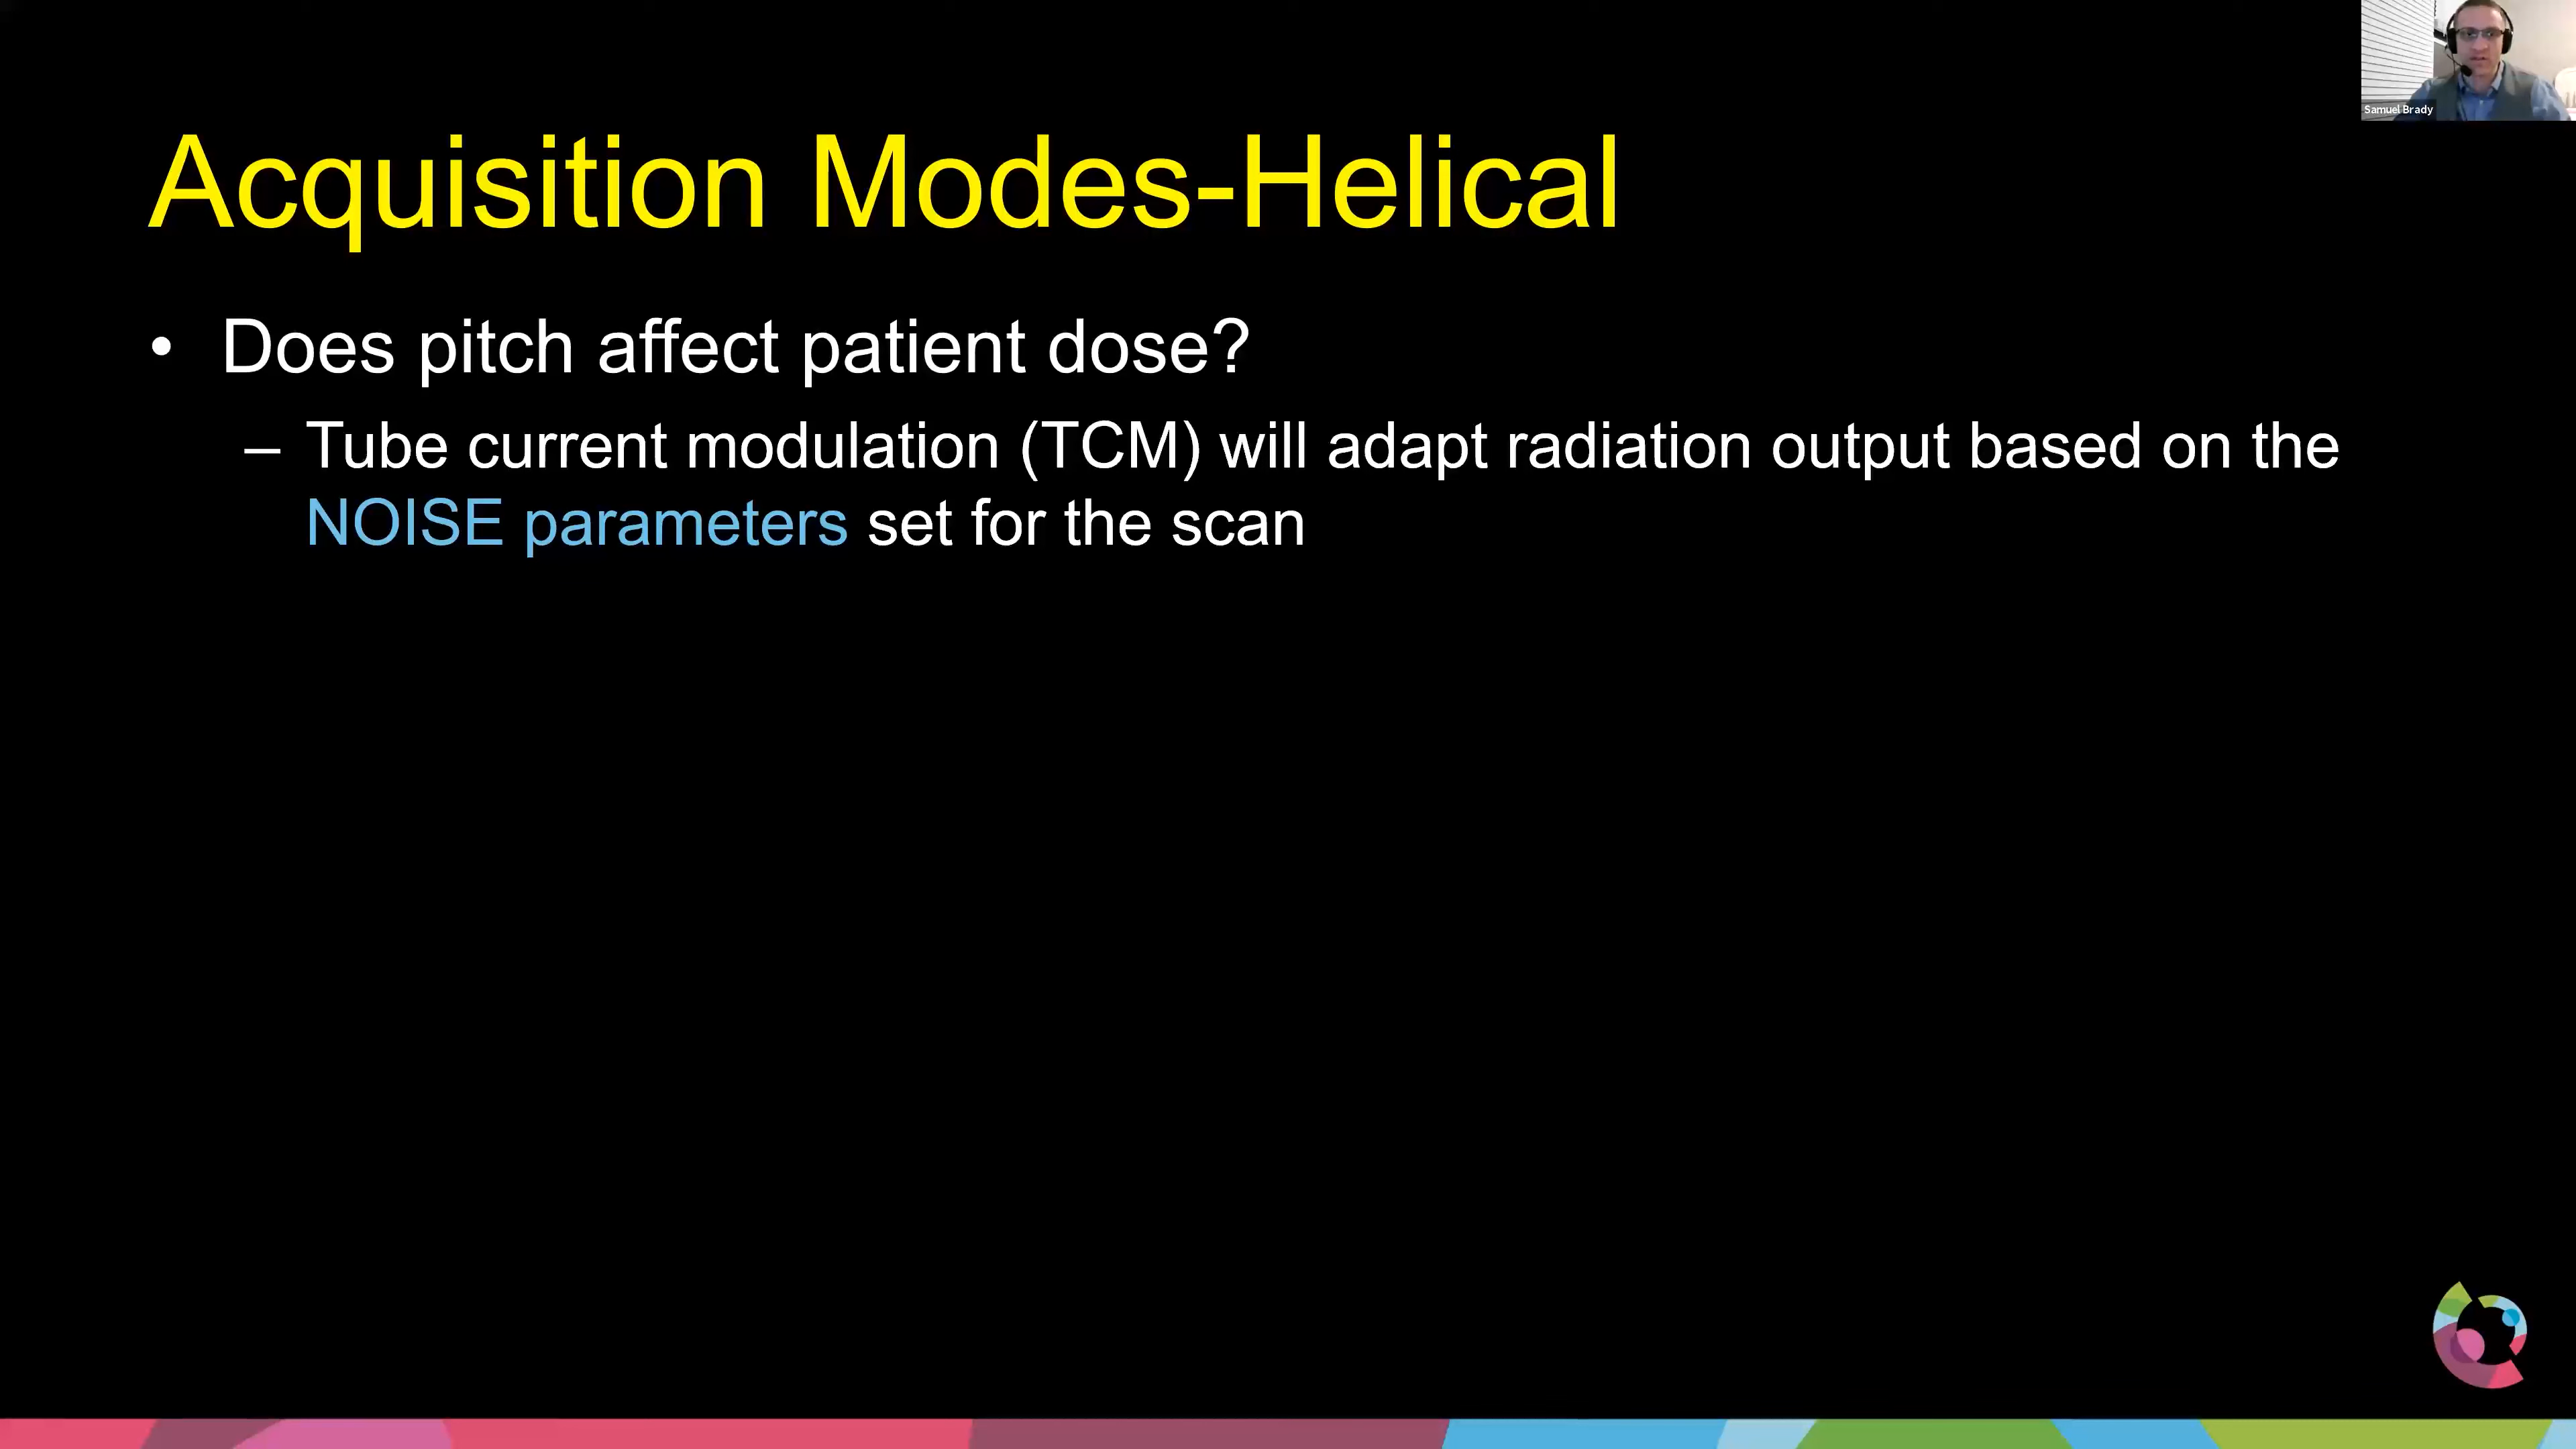 Samuel Brady
Acquisition Modes-Helical
• Does pitch affect patient dose?
– Tube current modulation (TCM) will adapt radiation output based on the
NOISE parameters set for the scan